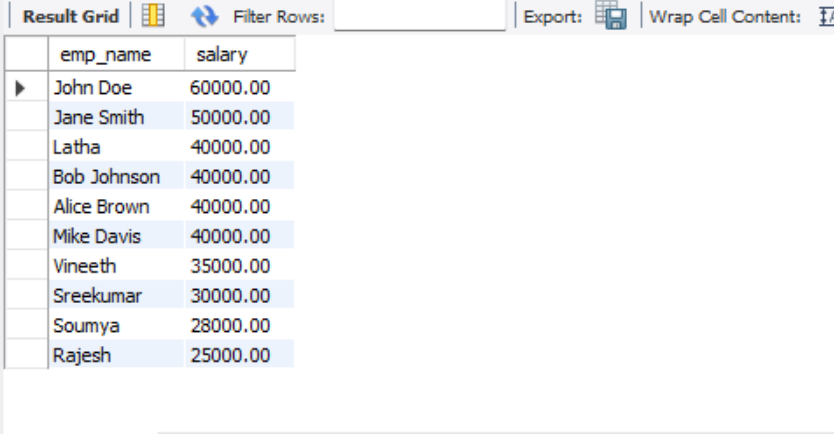 Result Grid Filter Rows: Export: Wrap Cell Content:
emp_name salary
John Doe 60000.00
Jane Smith 50000.00
Latha 40000.00
Bob Johnson 40000.00
Alice Brown 40000.00
Mike Davis 40000.00
Vineeth 35000.00
Sreekumar 30000.00
Soumya 28000.00
Rajesh 25000.00